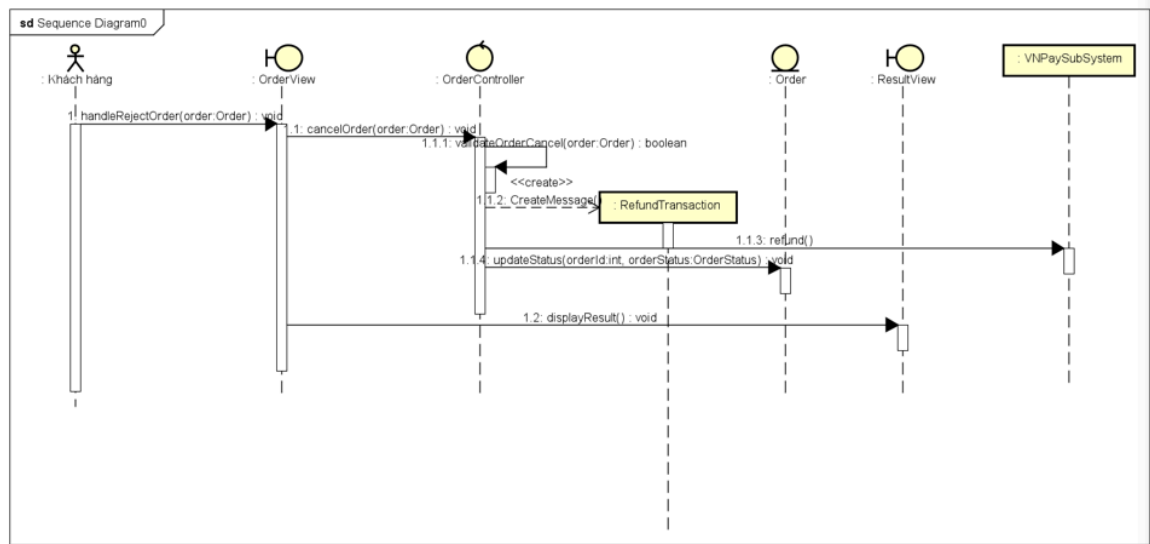 sd Sequence Diagram0
: Khách hàng
: OrderView
: OrderController
: Order
: ResultView
: VNPaySubSystem
1: handleRejectOrder(order:Order) : void
1.1: cancelOrder(order:Order) : void
1.1.1: validateOrderCancel(order:Order) : boolean
<<create>>
1.1.2: CreateMessage()
: RefundTransaction
1.1.3: refund()
1.1.4: updateStatus(orderId:int, orderStatus:OrderStatus) : void
1.2: displayResult() : void